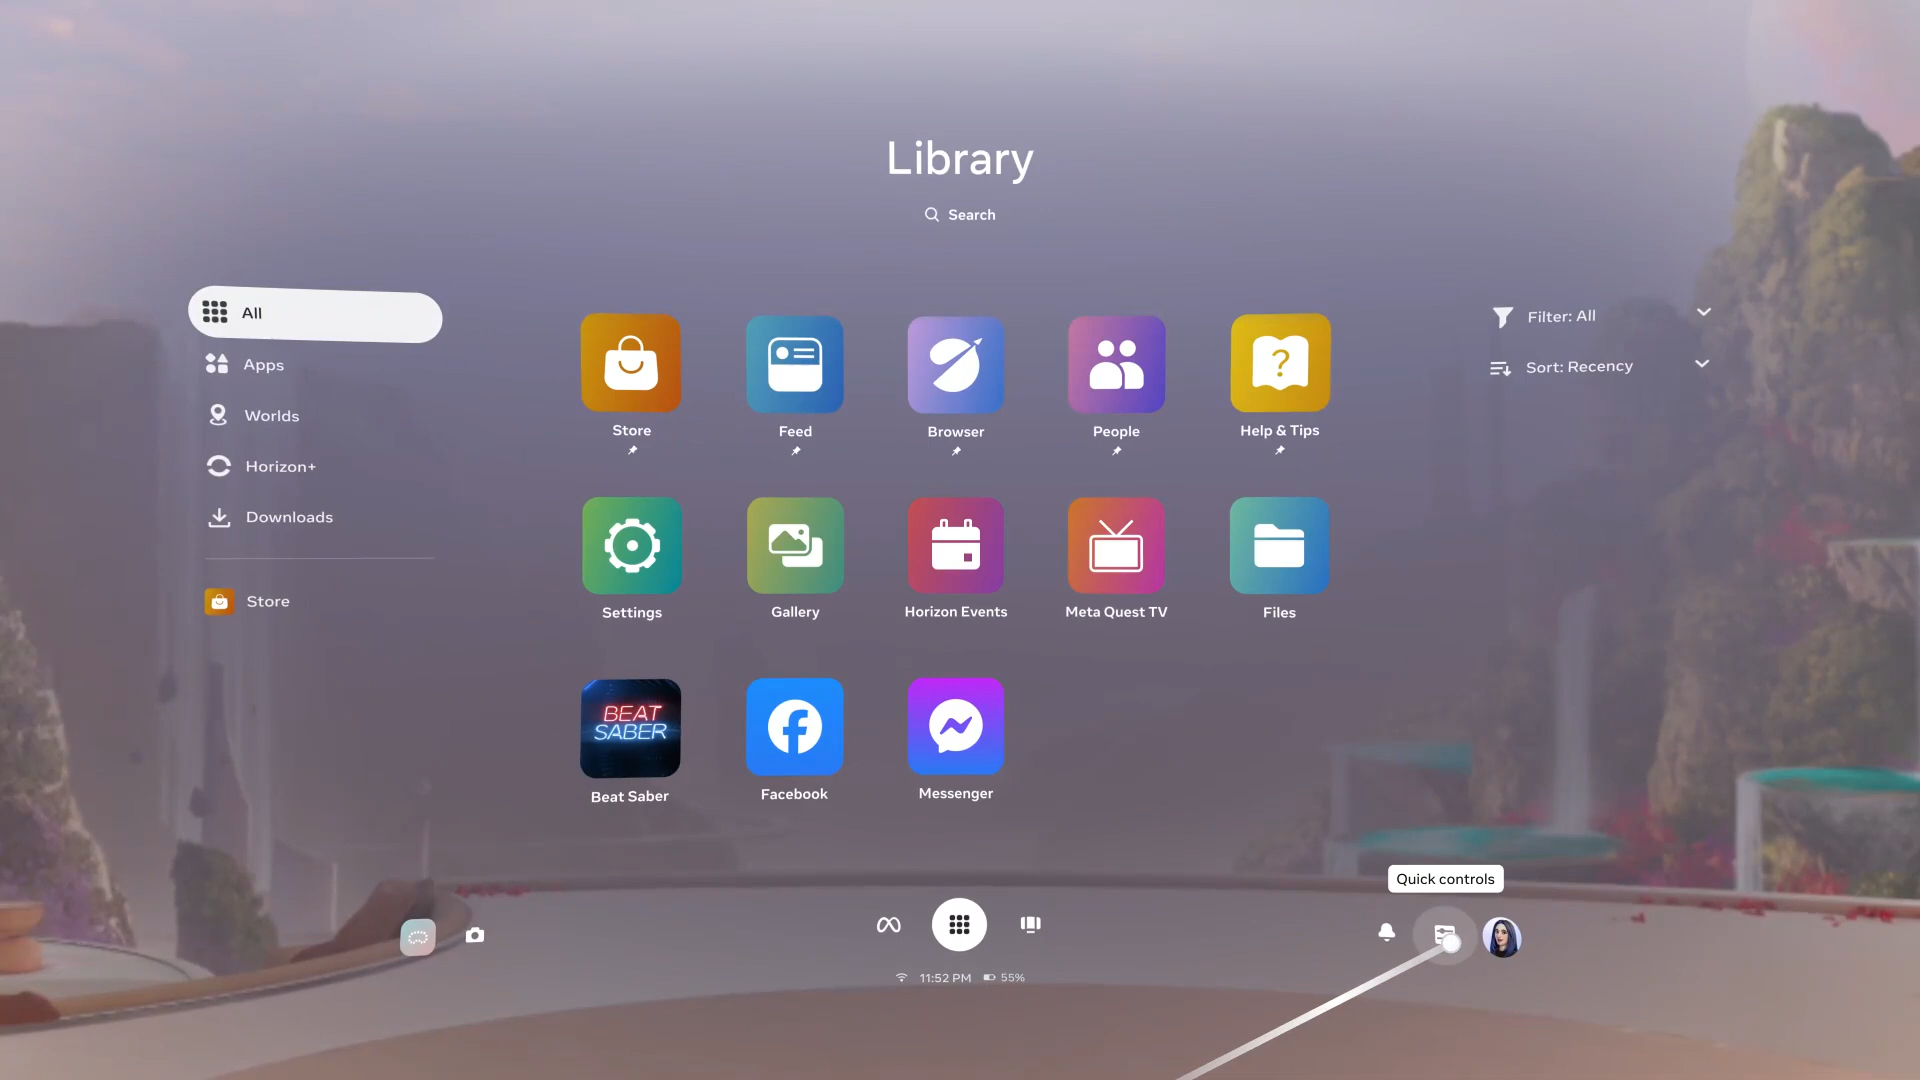 Library
Search
All
Apps
Worlds
Horizon+
Downloads
Store
Filter: All
Sort: Recency
Store
Feed
Browser
People
?
Help & Tips
Settings
Gallery
Horizon Events
Meta Quest TV
Files
BEAT
SABER
Beat Saber
Facebook
Messenger
Quick controls
11:52 PM
55%